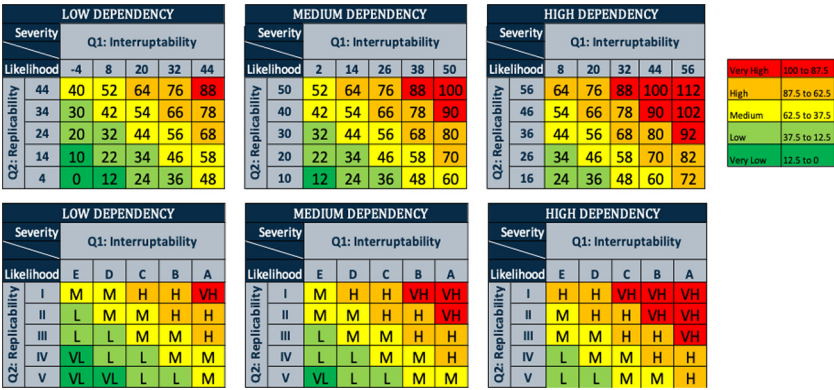 LOW DEPENDENCY
Severity Q1: Interruptability
Likelihood -4 8 20 32 44
Q2: Replicability
44 40 52 64 76 88
34 30 42 54 66 78
24 20 32 44 56 68
14 10 22 34 46 58
4 0 12 24 36 48
MEDIUM DEPENDENCY
Severity Q1: Interruptability
Likelihood 2 14 26 38 50
Q2: Replicability
50 52 64 76 88 100
40 42 54 66 78 90
30 32 44 56 68 80
20 22 34 46 58 70
10 12 24 36 48 60
HIGH DEPENDENCY
Severity Q1: Interruptability
Likelihood 8 20 32 44 56
Q2: Replicability
56 64 76 88 100 112
46 54 66 78 90 102
36 44 56 68 80 92
26 34 46 58 70 82
16 24 36 48 60 72
Very High 100 to 87.5
High 87.5 to 62.5
Medium 62.5 to 37.5
Low 37.5 to 12.5
Very Low 12.5 to 0
LOW DEPENDENCY
Severity Q1: Interruptability
Likelihood E D C B A
Q2: Replicability
I M M H H VH
II L M M H H
III L L M M H
IV VL L L M M
V VL VL L L M
MEDIUM DEPENDENCY
Severity Q1: Interruptability
Likelihood E D C B A
Q2: Replicability
I M H H VH VH
II M M H H VH
III L M M H H
IV L L M M H
V VL L L M M
HIGH DEPENDENCY
Severity Q1: Interruptability
Likelihood E D C B A
Q2: Replicability
I H H VH VH VH
II M H H VH VH
III M M H H VH
IV L M M H H
V L L M M H